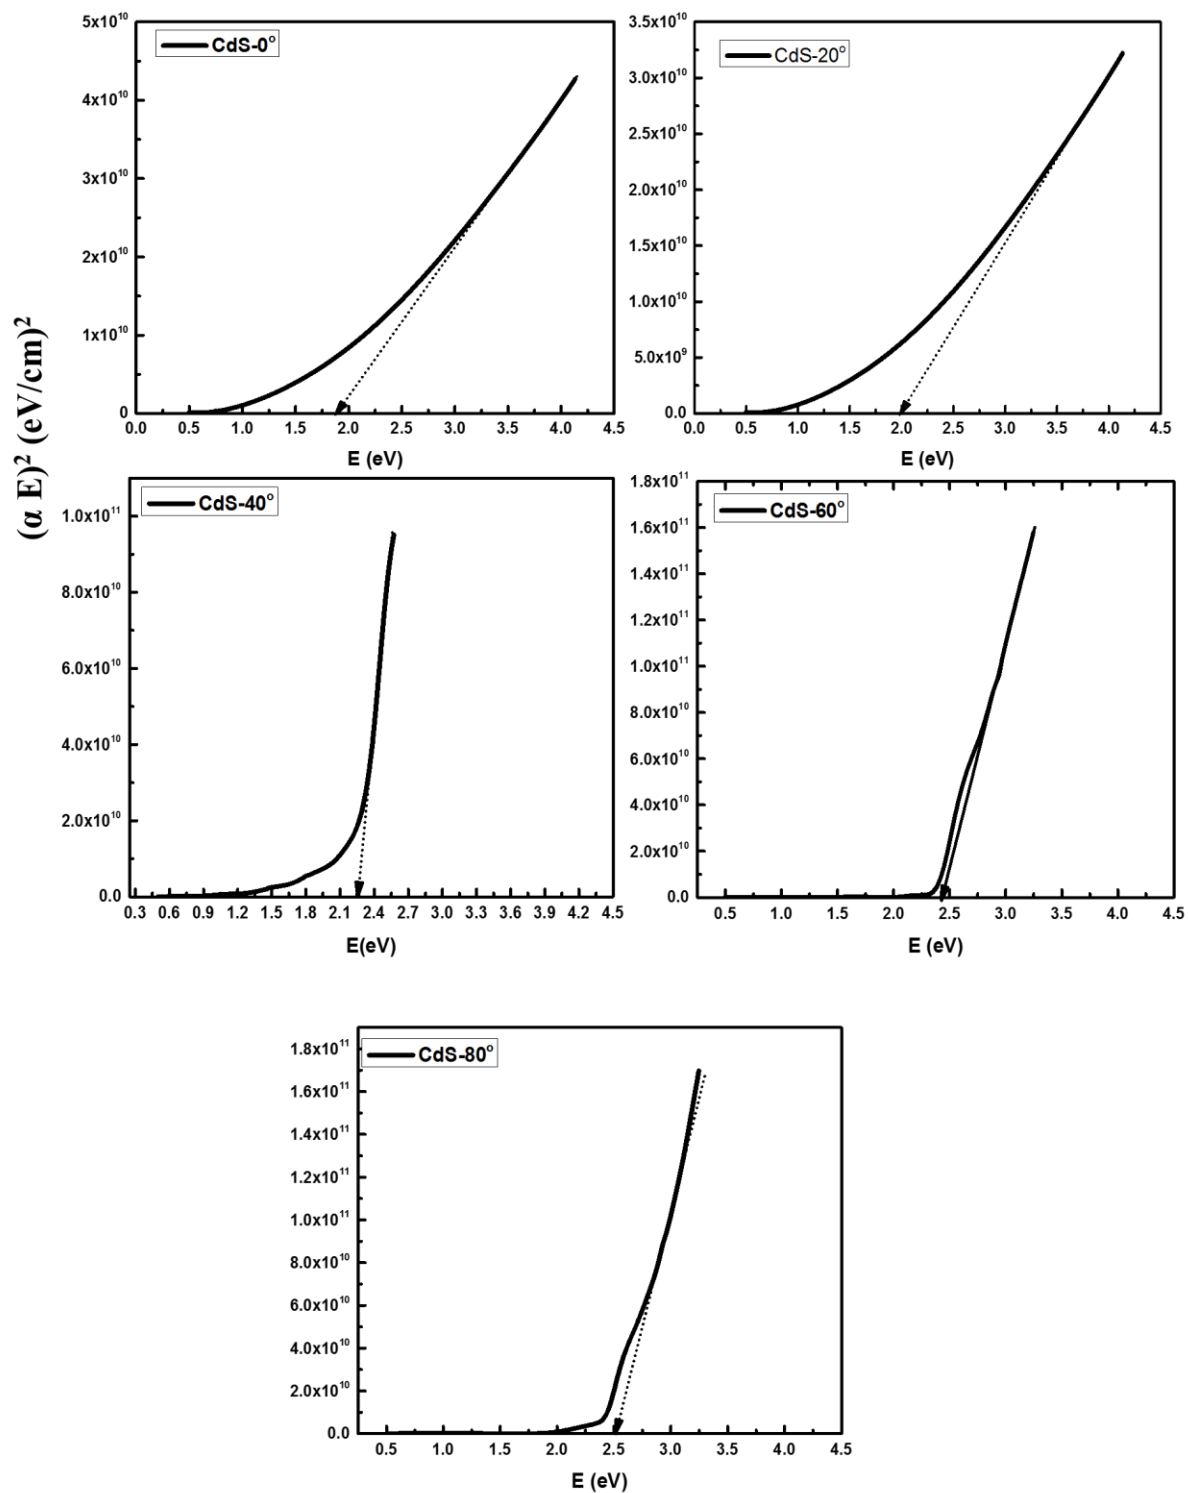 (α E)² (eV/cm)²
CdS-0°
5x10¹⁰
4x10¹⁰
3x10¹⁰
2x10¹⁰
1x10¹⁰
0
0.0 0.5 1.0 1.5 2.0 2.5 3.0 3.5 4.0 4.5
E (eV)
CdS-20°
3.5x10¹⁰
3.0x10¹⁰
2.5x10¹⁰
2.0x10¹⁰
1.5x10¹⁰
1.0x10¹⁰
5.0x10⁹
0.0
0.0 0.5 1.0 1.5 2.0 2.5 3.0 3.5 4.0 4.5
E (eV)
CdS-40°
1.0x10¹¹
8.0x10¹⁰
6.0x10¹⁰
4.0x10¹⁰
2.0x10¹⁰
0.0
0.3 0.6 0.9 1.2 1.5 1.8 2.1 2.4 2.7 3.0 3.3 3.6 3.9 4.2 4.5
E(eV)
CdS-60°
1.8x10¹¹
1.6x10¹¹
1.4x10¹¹
1.2x10¹¹
1.0x10¹¹
8.0x10¹⁰
6.0x10¹⁰
4.0x10¹⁰
2.0x10¹⁰
0.0
0.5 1.0 1.5 2.0 2.5 3.0 3.5 4.0 4.5
E (eV)
CdS-80°
1.8x10¹¹
1.6x10¹¹
1.4x10¹¹
1.2x10¹¹
1.0x10¹¹
8.0x10¹⁰
6.0x10¹⁰
4.0x10¹⁰
2.0x10¹⁰
0.0
0.5 1.0 1.5 2.0 2.5 3.0 3.5 4.0 4.5
E (eV)